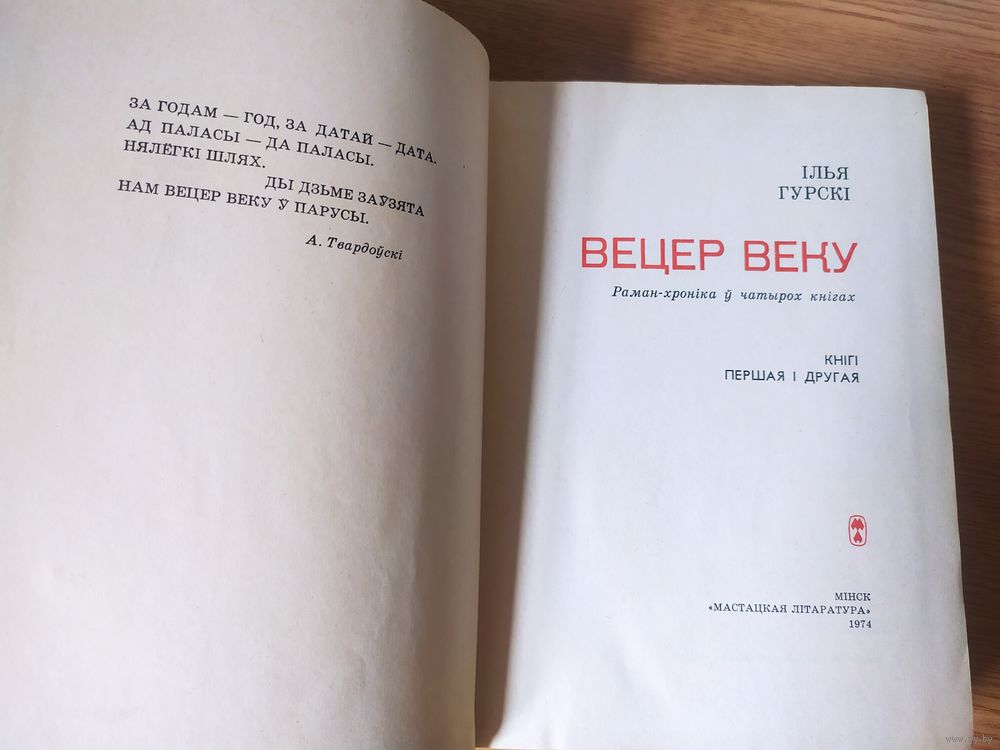 ЗА ГОДАМ — ГОД, ЗА ДАТАЙ — ДАТА.
АД ПАЛАСЫ — ДА ПАЛАСЫ.
НЯЛЁГКІ ШЛЯХ.
ДЫ ДЗЬМЕ ЗАЎЗЯТА
НАМ ВЕЦЕР ВЕКУ Ў ПАРУСЫ.
А. Твардоўскі
ІЛЬЯ
ГУРСКІ
ВЕЦЕР ВЕКУ
Раман-хроніка ў чатырох кнігах
КНІГІ
ПЕРШАЯ І ДРУГАЯ
МІНСК
«МАСТАЦКАЯ ЛІТАРАТУРА»
1974